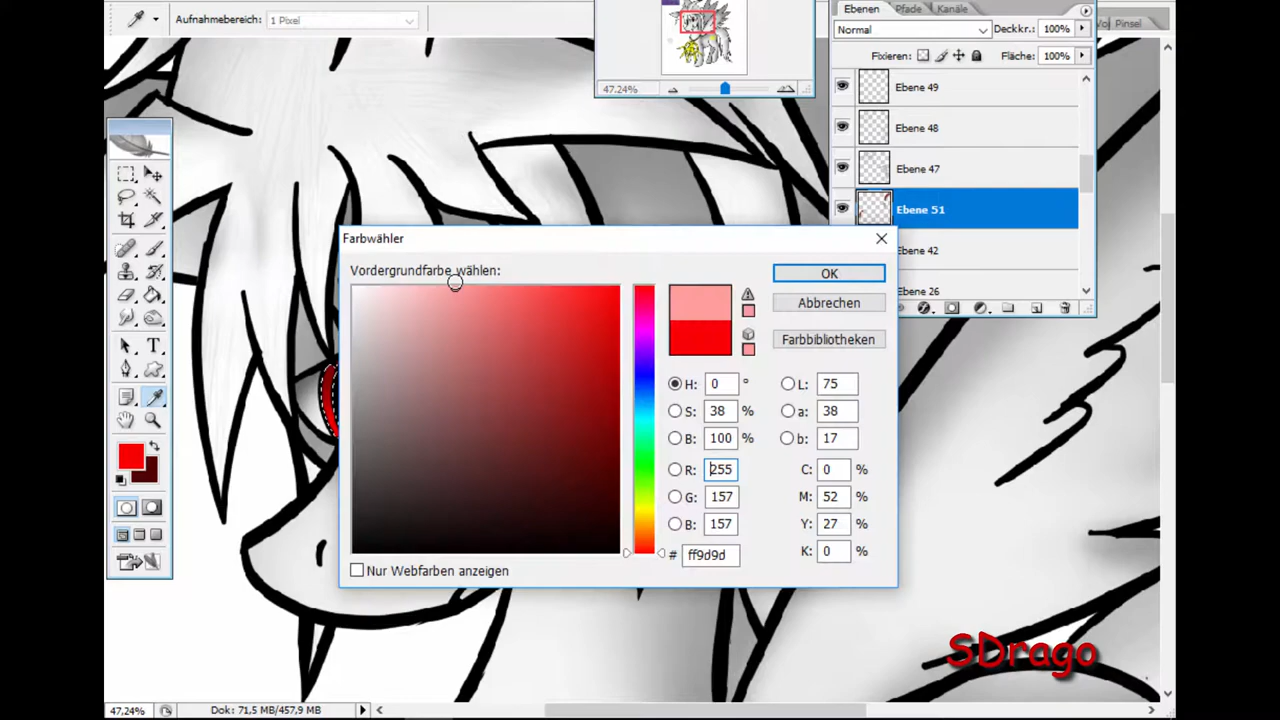 Aufnahmebereich: 1 Pixel
Ebenen Pfade Kanäle
Pinsel
Normal Deckkr.: 100%
Fixieren: Fläche: 100%
47.24%
Ebene 49
Ebene 48
Ebene 47
Ebene 51
Ebene 42
Ebene 26
Farbwähler
Vordergrundfarbe wählen:
OK
Abbrechen
Farbbibliotheken
H: 0 ° L: 75
S: 38 % a: 38
B: 100 % b: 17
R: 255 C: 0 %
G: 157 M: 52 %
B: 157 Y: 27 %
# ff9d9d K: 0 %
Nur Webfarben anzeigen
T
SDrago
47,24% Dok: 71,5 MB/457,9 MB